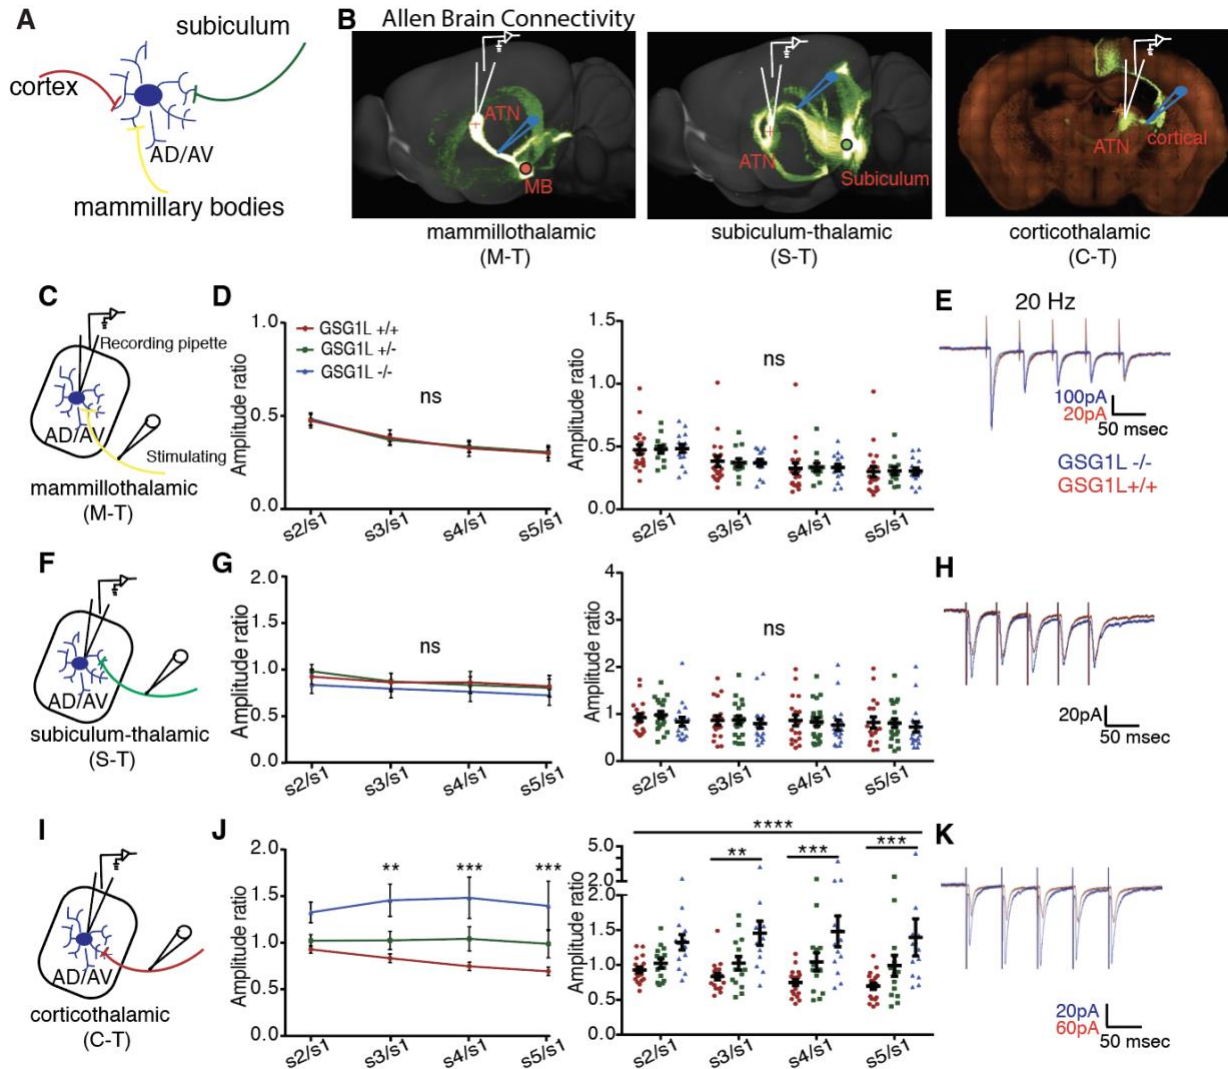 A
subiculum
cortex
AD/AV
mammillary bodies
B
Allen Brain Connectivity
ATN
MB
mammillothalamic
(M-T)
ATN
Subiculum
subiculum-thalamic
(S-T)
ATN
cortical
corticothalamic
(C-T)
C
Recording pipette
AD/AV
Stimulating
mammillothalamic
(M-T)
D
Amplitude ratio
1.0
0.5
0.0
GSG1L +/+
GSG1L +/-
GSG1L -/-
ns
s2/s1
s3/s1
s4/s1
s5/s1
Amplitude ratio
1.5
1.0
0.5
0.0
ns
s2/s1
s3/s1
s4/s1
s5/s1
E
20 Hz
100pA
20pA
50 msec
GSG1L -/-
GSG1L+/+
F
AD/AV
subiculum-thalamic
(S-T)
G
Amplitude ratio
2.0
1.5
1.0
0.5
0.0
ns
s2/s1
s3/s1
s4/s1
s5/s1
Amplitude ratio
4
3
2
1
0
ns
s2/s1
s3/s1
s4/s1
s5/s1
H
20pA
50 msec
I
AD/AV
corticothalamic
(C-T)
J
Amplitude ratio
2.0
1.5
1.0
0.5
0.0
**
***
***
s2/s1
s3/s1
s4/s1
s5/s1
Amplitude ratio
5.0
2.0
2.0
1.5
1.0
0.5
0.0
****
**
***
***
s2/s1
s3/s1
s4/s1
s5/s1
K
20pA
60pA
50 msec